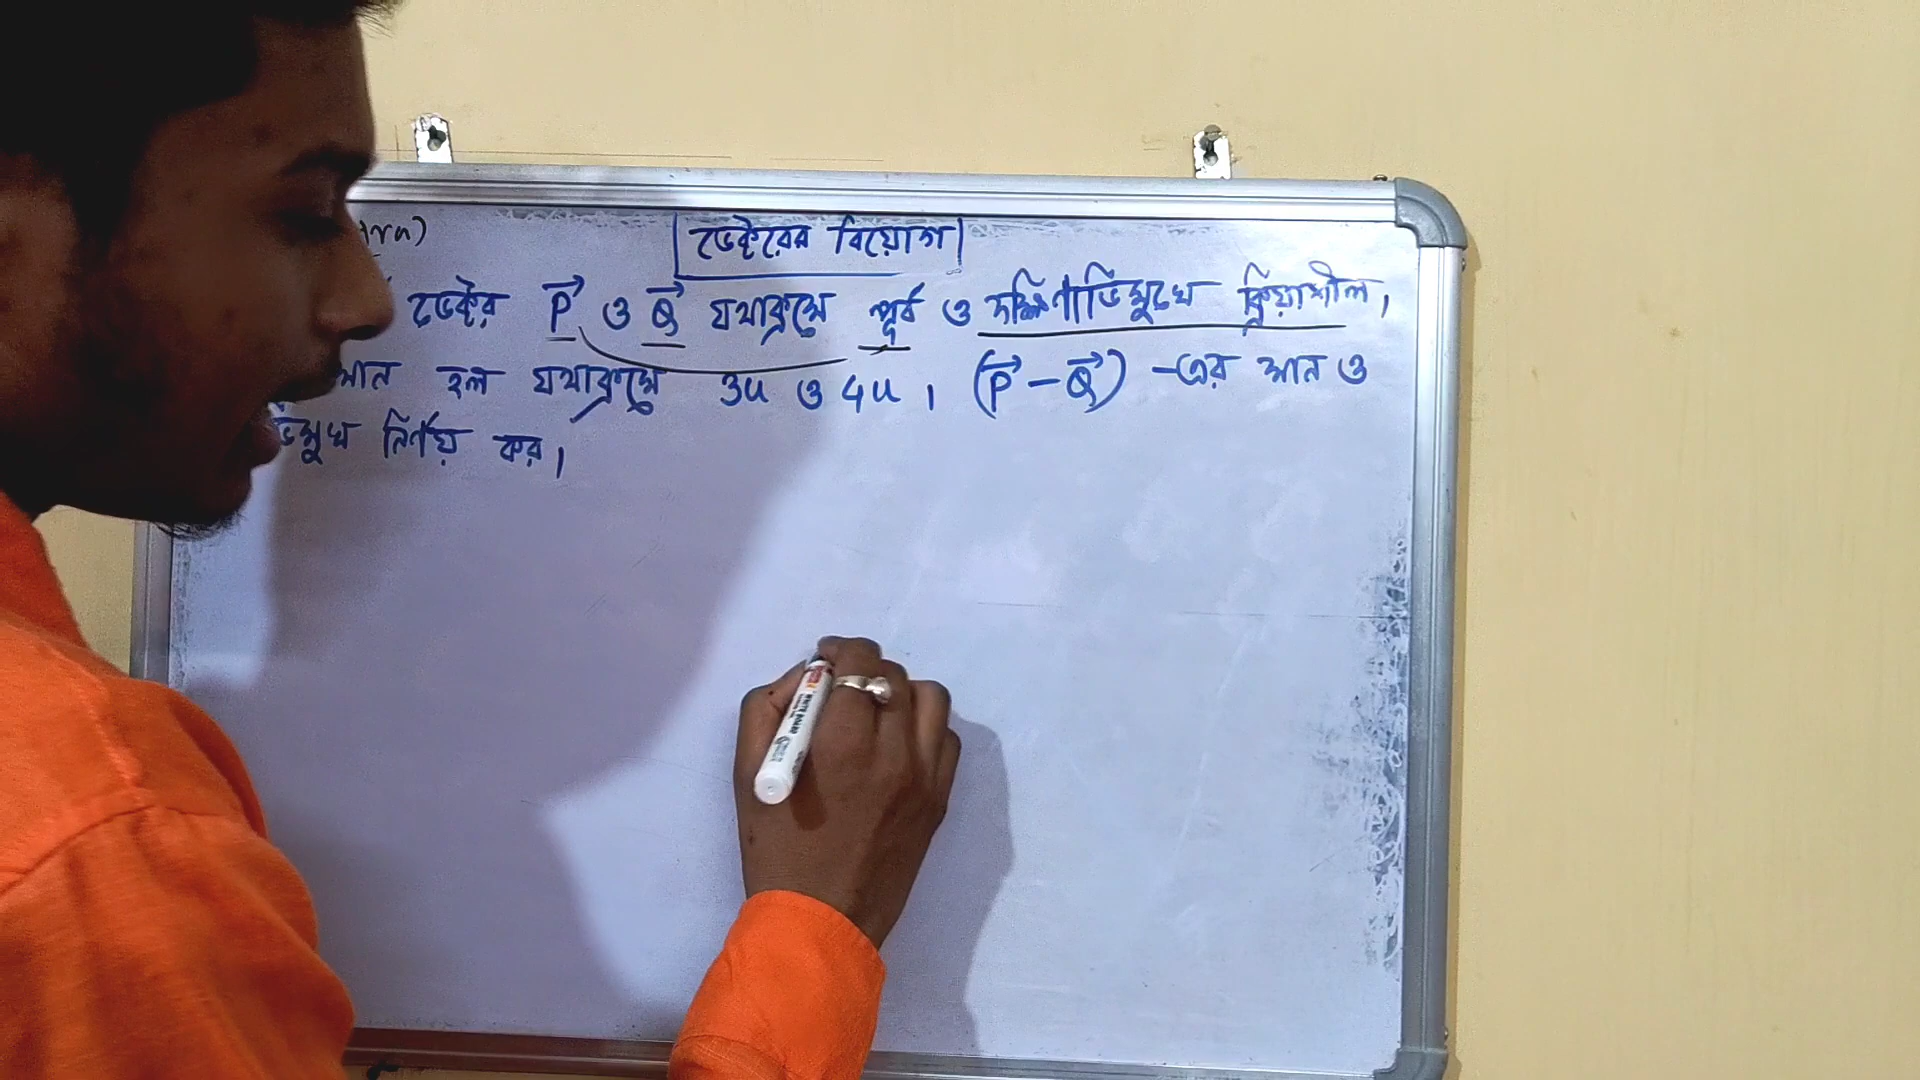 ভেক্টরের বিয়োগ
ভেক্টর P⃗ ও Q⃗ যথাক্রমে পূর্ব ও দক্ষিণাভিমুখে ক্রিয়াশীল।
মান হল যথাক্রমে 3u ও 4u। (P⃗ - Q⃗) -এর মান ও
ভিমুখ নির্ণয় কর।